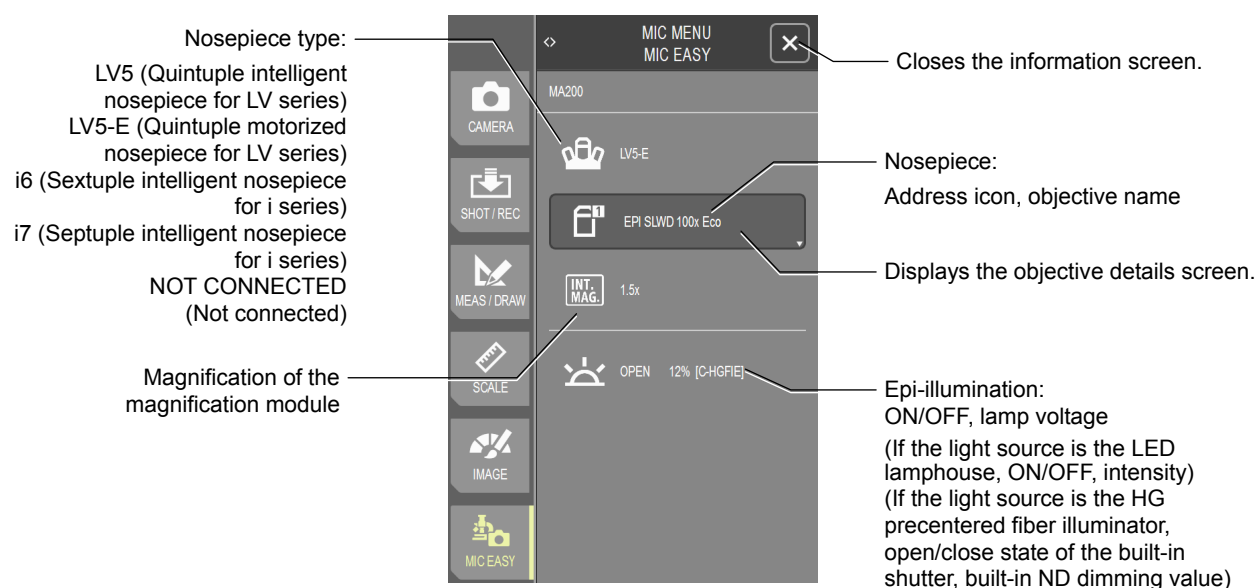 Nosepiece type:
LV5 (Quintuple intelligent
nosepiece for LV series)
LV5-E (Quintuple motorized
nosepiece for LV series)
i6 (Sextuple intelligent nosepiece
for i series)
i7 (Septuple intelligent nosepiece
for i series)
NOT CONNECTED
(Not connected)
Magnification of the
magnification module
CAMERA
SHOT / REC
MEAS / DRAW
SCALE
IMAGE
MIC EASY
MIC MENU
MIC EASY
MA200
LV5-E
1
EPI SLWD 100x Eco
INT.
MAG.
1.5x
OPEN 12% [C-HGFIE]
Closes the information screen.
Nosepiece:
Address icon, objective name
Displays the objective details screen.
Epi-illumination:
ON/OFF, lamp voltage
(If the light source is the LED
lamphouse, ON/OFF, intensity)
(If the light source is the HG
precentered fiber illuminator,
open/close state of the built-in
shutter, built-in ND dimming value)